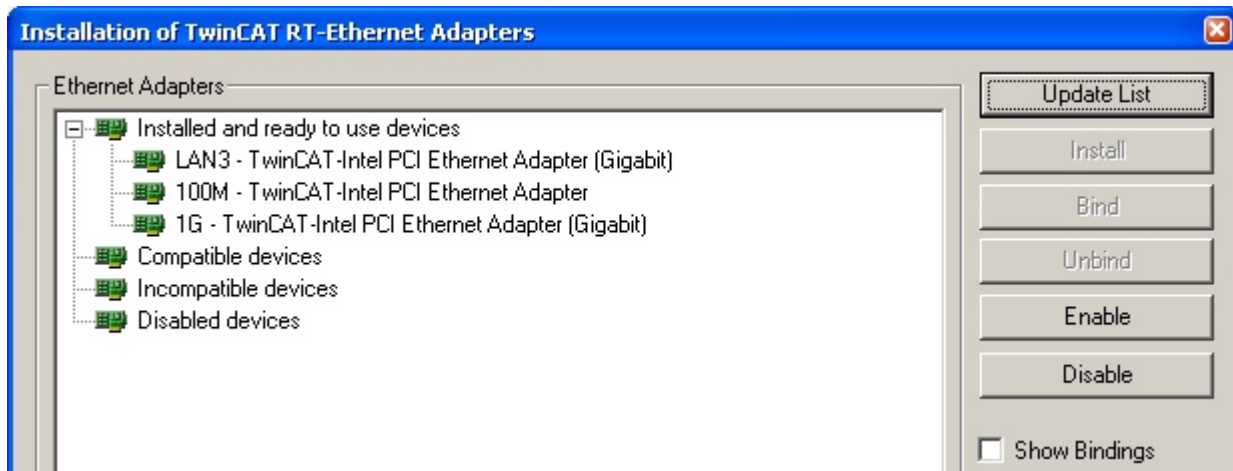 Installation of TwinCAT RT-Ethernet Adapters
Ethernet Adapters
Installed and ready to use devices
LAN3 - TwinCAT-Intel PCI Ethernet Adapter (Gigabit)
100M - TwinCAT-Intel PCI Ethernet Adapter
1G - TwinCAT-Intel PCI Ethernet Adapter (Gigabit)
Compatible devices
Incompatible devices
Disabled devices
Update List
Install
Bind
Unbind
Enable
Disable
Show Bindings